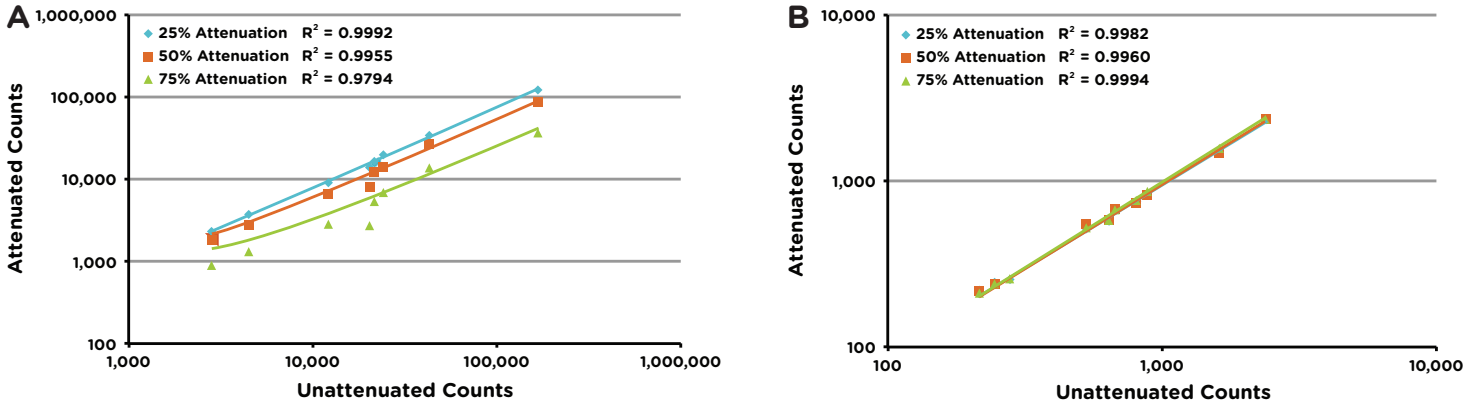 A
1,000,000
25% Attenuation R² = 0.9992
50% Attenuation R² = 0.9955
75% Attenuation R² = 0.9794
100,000
10,000
1,000
100
Attenuated Counts
1,000
10,000
100,000
1,000,000
Unattenuated Counts
B
10,000
25% Attenuation R² = 0.9982
50% Attenuation R² = 0.9960
75% Attenuation R² = 0.9994
1,000
100
Attenuated Counts
100
1,000
10,000
Unattenuated Counts